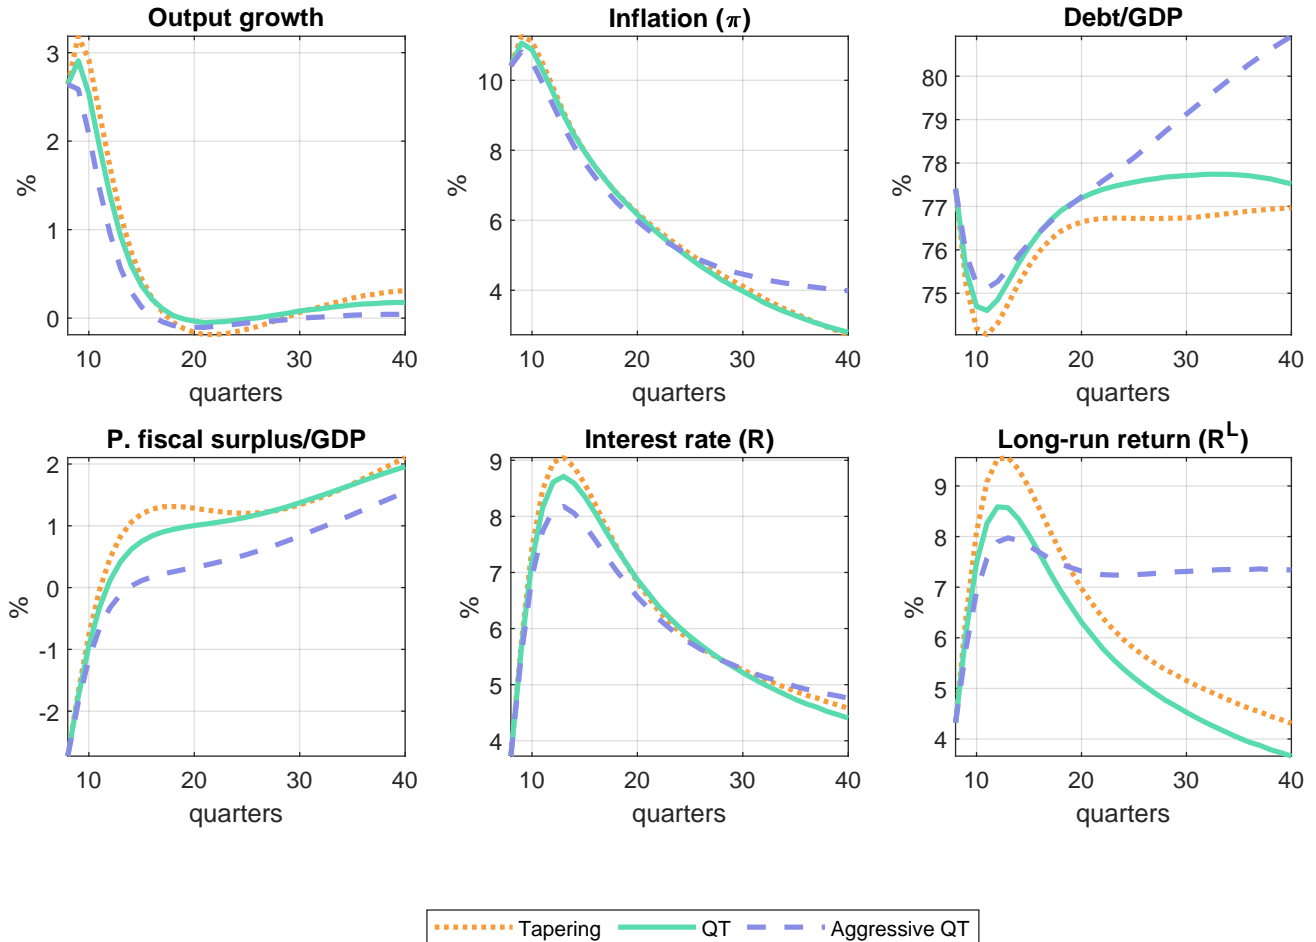 Output growth
Inflation (π)
Debt/GDP
3
2
1
0
%
10 20 30 40
quarters
10
8
6
4
%
10 20 30 40
quarters
80
79
78
77
76
75
%
10 20 30 40
quarters
P. fiscal surplus/GDP
Interest rate (R)
Long-run return (R^L)
2
1
0
-1
-2
%
10 20 30 40
quarters
9
8
7
6
5
4
%
10 20 30 40
quarters
9
8
7
6
5
4
%
10 20 30 40
quarters
Tapering QT Aggressive QT